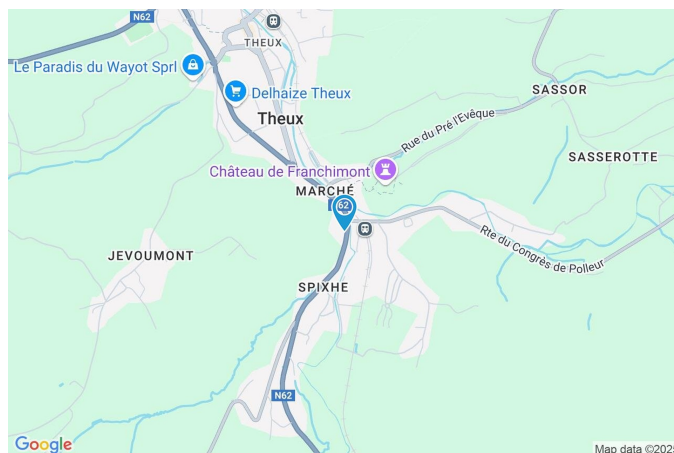 N62
THEUX
Le Paradis du Wayot Sprl
Delhaize Theux
Theux
SASSOR
Rue du Pré l'Evêque
SASSEROTTE
Château de Franchimont
MARCHÉ
62
Rte du Congrès de Polleur
JEVOUMONT
SPIXHE
N62
Google
Map data ©2025